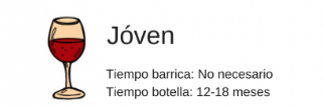 Jóven
Tiempo barrica: No necesario
Tiempo botella: 12-18 meses